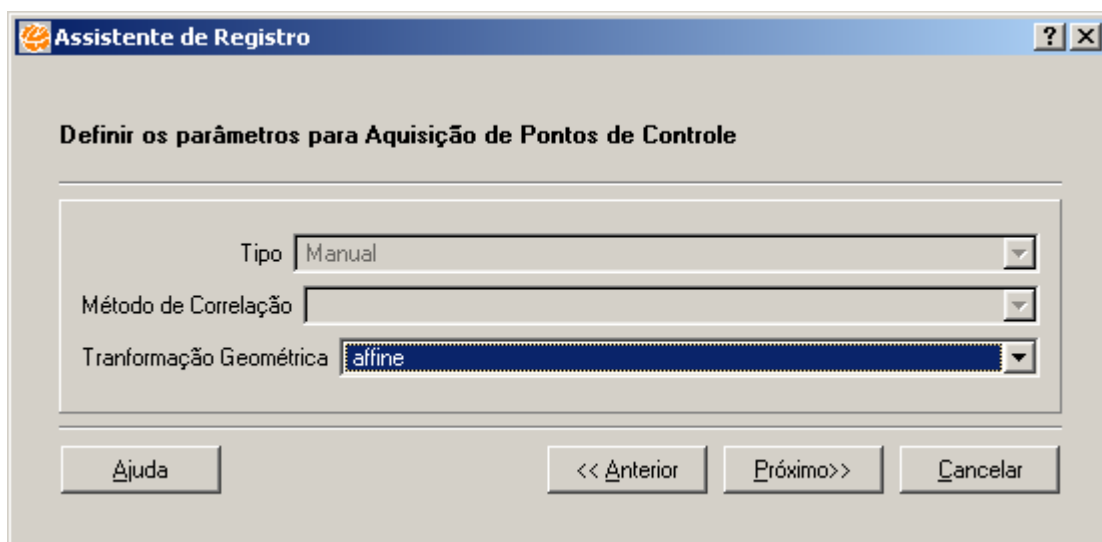 Assistente de Registro
Definir os parâmetros para Aquisição de Pontos de Controle
Tipo Manual
Método de Correlação
Tranformação Geométrica affine
Ajuda << Anterior Próximo>> Cancelar